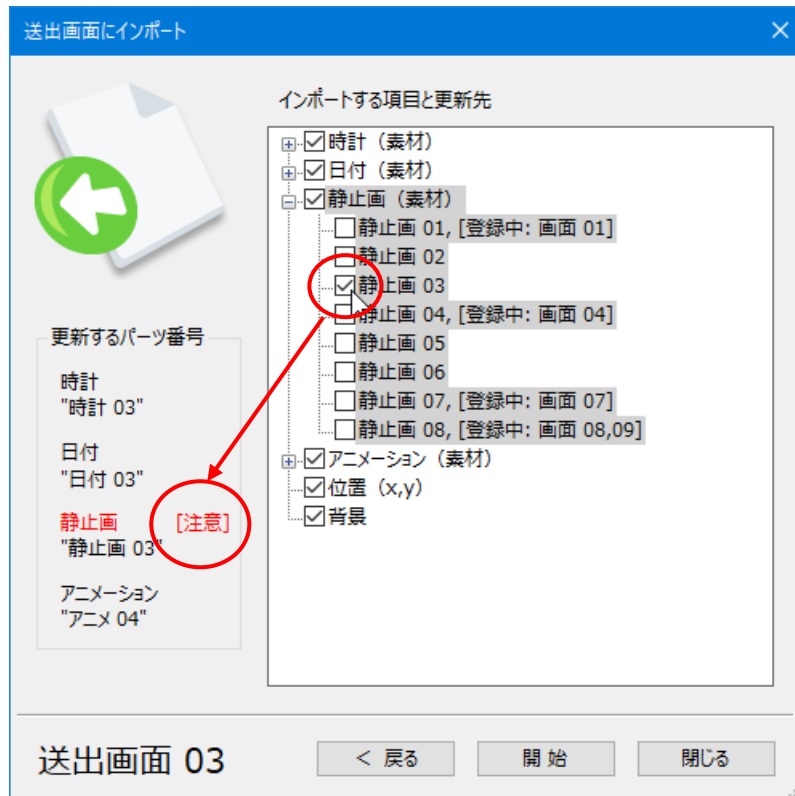 送出画面にインポート
インポートする項目と更新先
時計（素材）
日付（素材）
静止画（素材）
静止画 01, [登録中: 画面 01]
静止画 02
静止画 03
静止画 04, [登録中: 画面 04]
静止画 05
静止画 06
静止画 07, [登録中: 画面 07]
静止画 08, [登録中: 画面 08,09]
アニメーション（素材）
位置（x,y）
背景
更新するパーツ番号
時計
"時計 03"
日付
"日付 03"
静止画 [注意]
"静止画 03"
アニメーション
"アニメ 04"
送出画面 03
< 戻る
開 始
閉じる